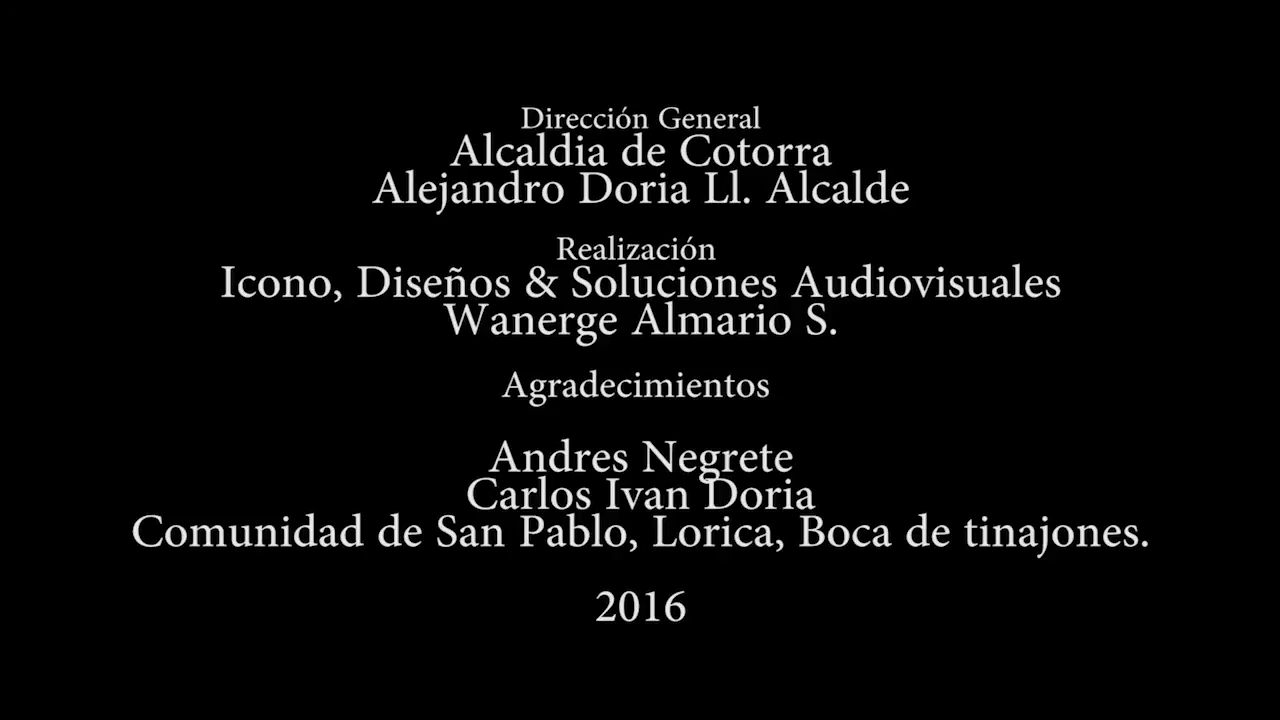 Dirección General
Alcaldia de Cotorra
Alejandro Doria Ll. Alcalde
Realización
Icono, Diseños & Soluciones Audiovisuales
Wanerge Almario S.
Agradecimientos
Andres Negrete
Carlos Ivan Doria
Comunidad de San Pablo, Lorica, Boca de tinajones.
2016